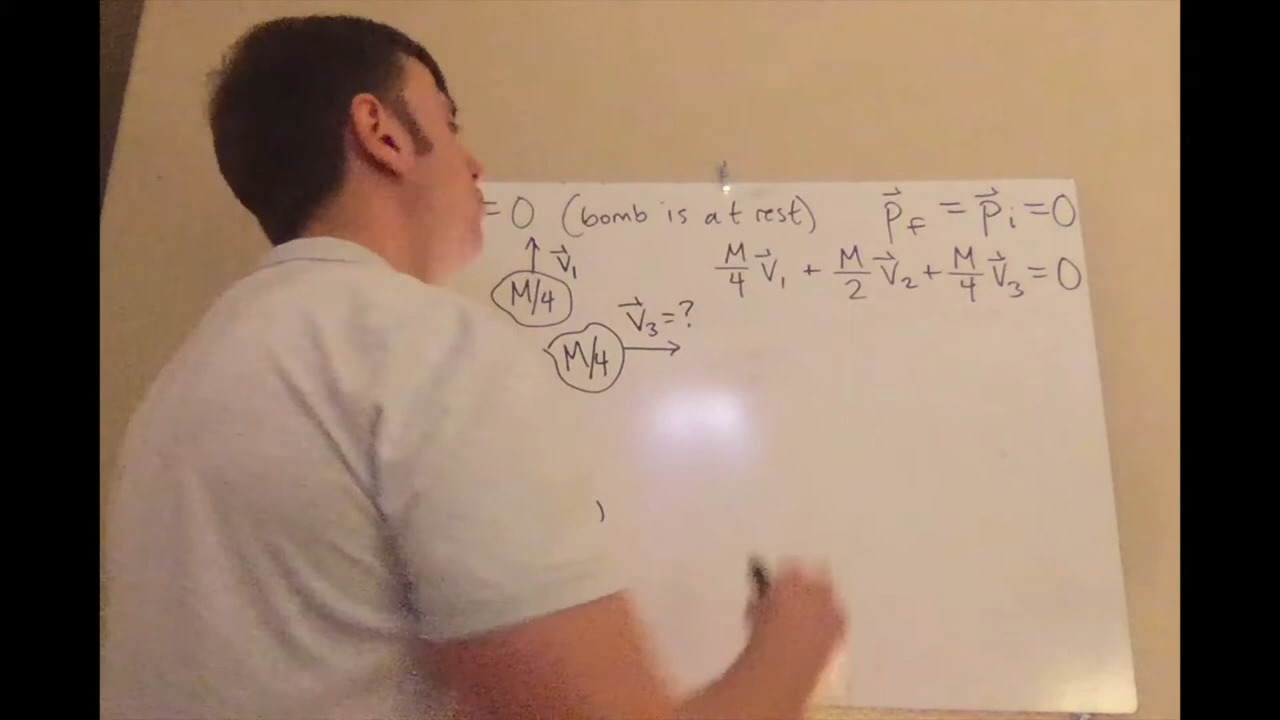 = 0 (bomb is at rest)
p⃗f = p⃗i = 0
M/4 v⃗1 + M/2 v⃗2 + M/4 v⃗3 = 0
v⃗1
M/4
v⃗3 = ?
M/4
)